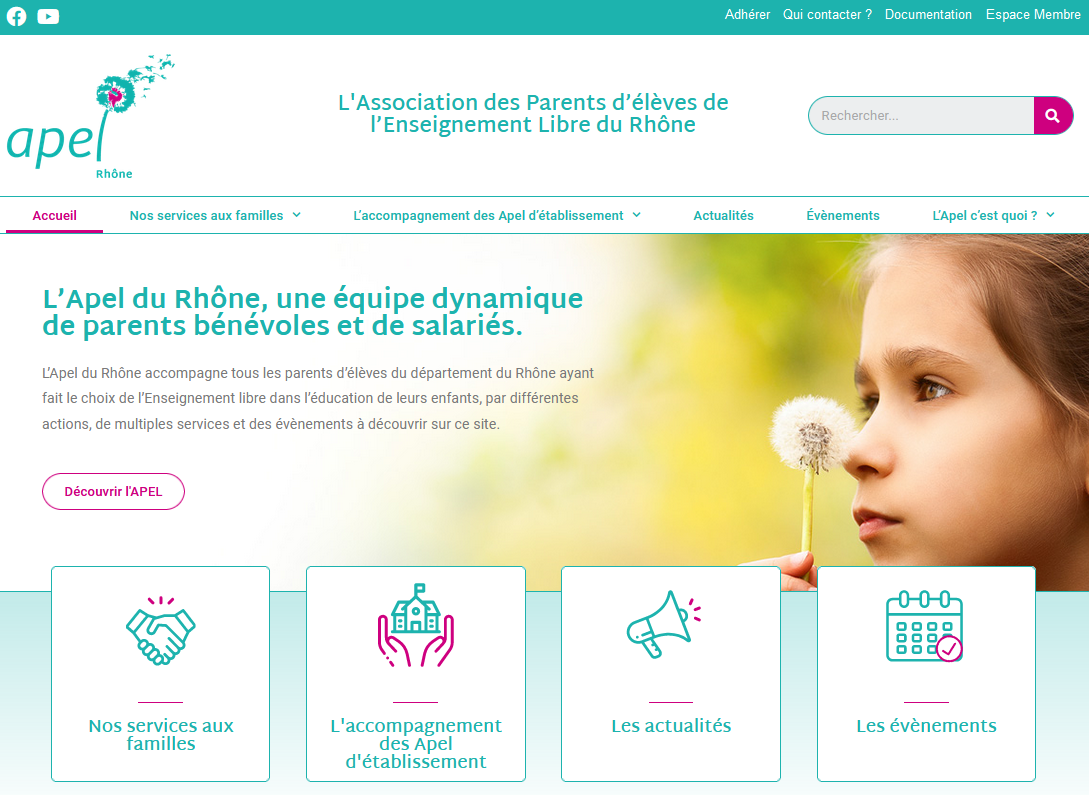 Adhérer Qui contacter ? Documentation Espace Membre
apel
Rhône
L'Association des Parents d’élèves de
l’Enseignement Libre du Rhône
Rechercher...
Accueil Nos services aux familles L’accompagnement des Apel d’établissement Actualités Évènements L’Apel c’est quoi ?
L’Apel du Rhône, une équipe dynamique
de parents bénévoles et de salariés.
L’Apel du Rhône accompagne tous les parents d’élèves du département du Rhône ayant
fait le choix de l’Enseignement libre dans l’éducation de leurs enfants, par différentes
actions, de multiples services et des évènements à découvrir sur ce site.
Découvrir l'APEL
Nos services aux
familles
L'accompagnement
des Apel
d'établissement
Les actualités
Les évènements